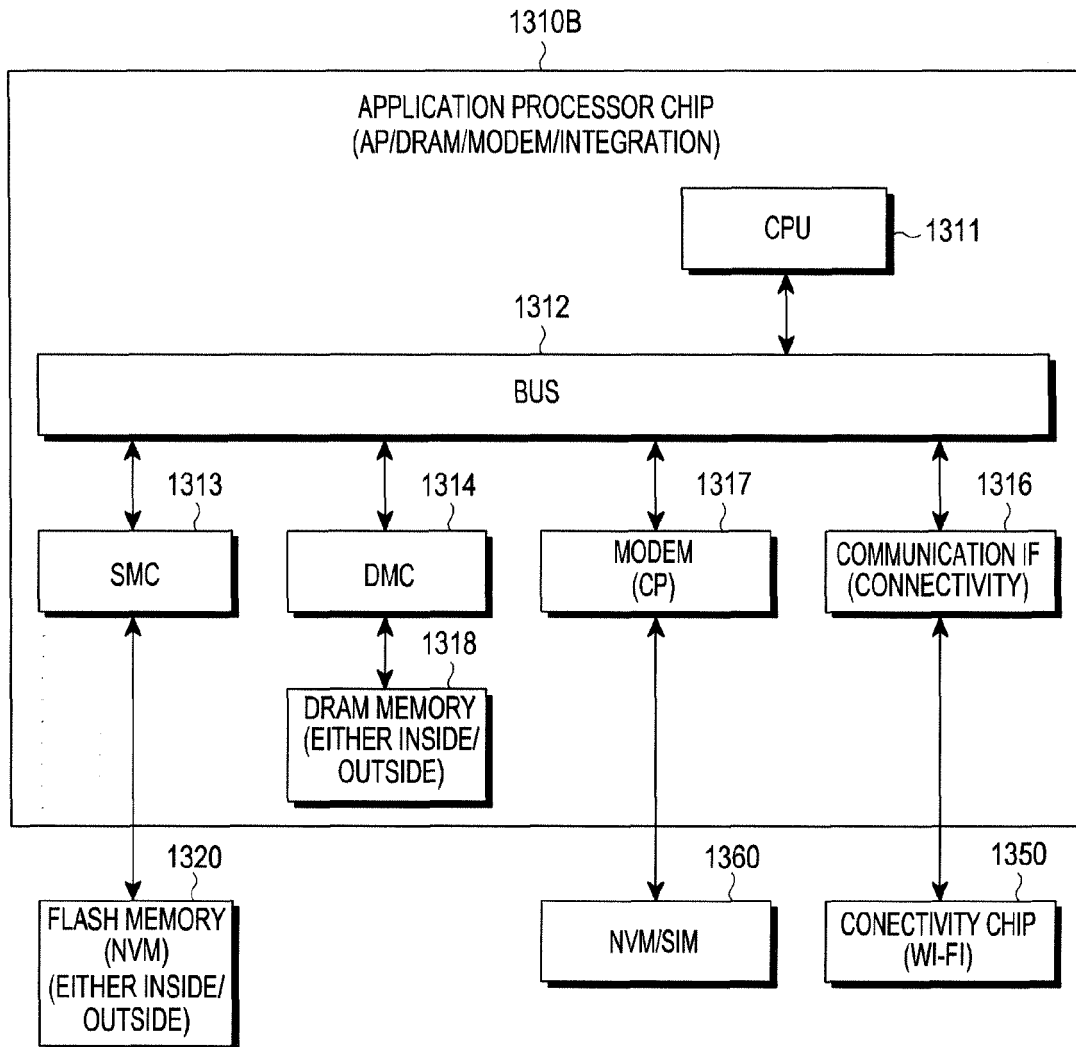 1310B
APPLICATION PROCESSOR CHIP
(AP/DRAM/MODEM/INTEGRATION)
CPU
1311
1312
BUS
1313
1314
1317
1316
SMC
DMC
MODEM
(CP)
COMMUNICATION IF
(CONNECTIVITY)
1318
DRAM MEMORY
(EITHER INSIDE/
OUTSIDE)
1320
1360
1350
FLASH MEMORY
(NVM)
(EITHER INSIDE/
OUTSIDE)
NVM/SIM
CONECTIVITY CHIP
(WI-FI)